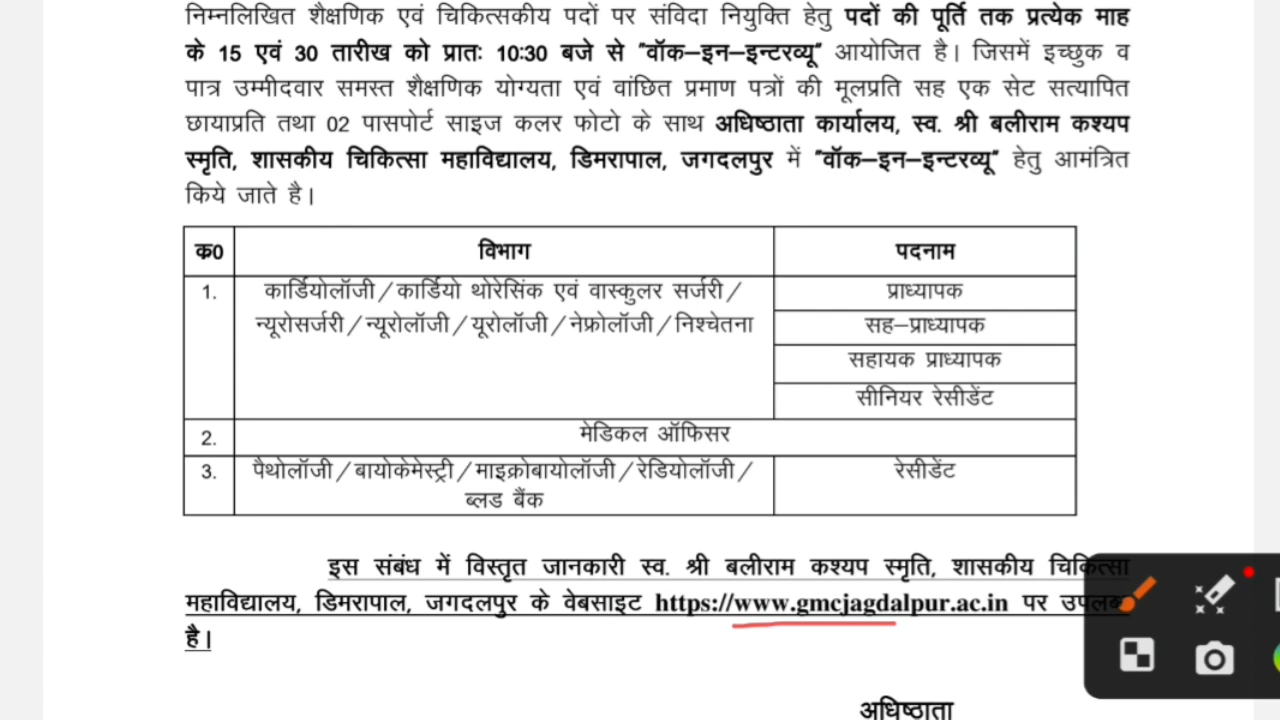 निम्नलिखित शैक्षणिक एवं चिकित्सकीय पदों पर संविदा नियुक्ति हेतु पदों की पूर्ति तक प्रत्येक माह
के 15 एवं 30 तारीख को प्रातः 10:30 बजे से "वॉक–इन–इन्टरव्यू" आयोजित है। जिसमें इच्छुक व
पात्र उम्मीदवार समस्त शैक्षणिक योग्यता एवं वांछित प्रमाण पत्रों की मूलप्रति सह एक सेट सत्यापित
छायाप्रति तथा 02 पासपोर्ट साइज कलर फोटो के साथ अधिष्ठाता कार्यालय, स्व. श्री बलीराम कश्यप
स्मृति, शासकीय चिकित्सा महाविद्यालय, डिमरापाल, जगदलपुर में "वॉक–इन–इन्टरव्यू" हेतु आमंत्रित
किये जाते है।
क0 विभाग पदनाम
1. कार्डियोलॉजी/कार्डियो थोरेसिंक एवं वास्कुलर सर्जरी/ प्राध्यापक
न्यूरोसर्जरी/न्यूरोलॉजी/यूरोलॉजी/नेफ्रोलॉजी/निश्चेतना सह–प्राध्यापक
सहायक प्राध्यापक
सीनियर रेसीडेंट
2. मेडिकल ऑफिसर
3. पैथोलॉजी/बायोकेमेस्ट्री/माइक्रोबायोलॉजी/रेडियोलॉजी/ रेसीडेंट
ब्लड बैंक
इस संबंध में विस्तृत जानकारी स्व. श्री बलीराम कश्यप स्मृति, शासकीय चिकित्सा
महाविद्यालय, डिमरापाल, जगदलपुर के वेबसाइट https://www.gmcjagdalpur.ac.in पर उपलब्ध
है।
अधिष्ठाता